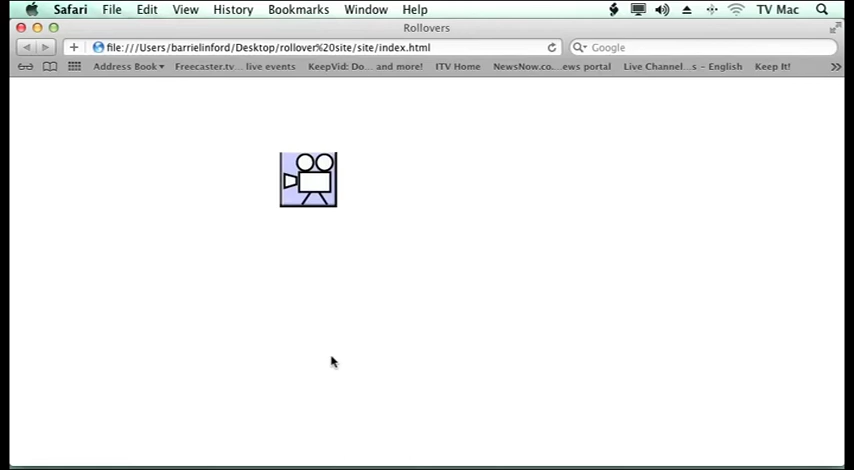 Safari File Edit View History Bookmarks Window Help TV Mac
Rollovers
file:///Users/barrielinford/Desktop/rollover%20site/site/index.html Google
Address Book Freecaster.tv... live events KeepVid: Do... and more! ITV Home NewsNow.co....ews portal Live Channel...s - English Keep It!